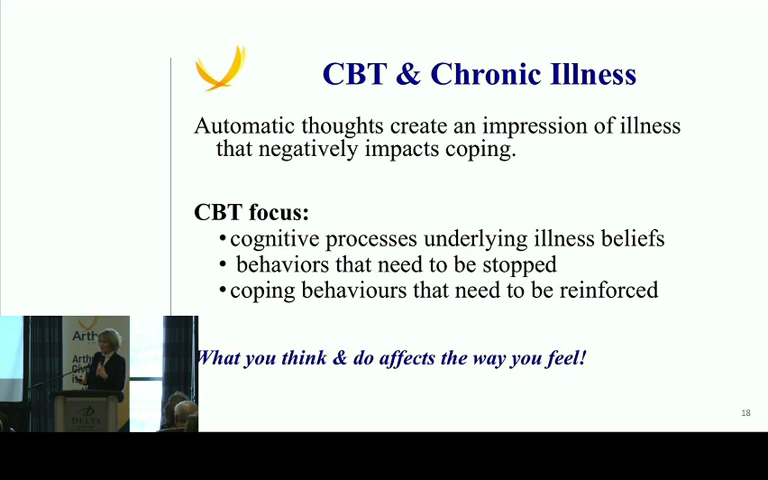 CBT & Chronic Illness
Automatic thoughts create an impression of illness
that negatively impacts coping.
CBT focus:
•cognitive processes underlying illness beliefs
• behaviors that need to be stopped
•coping behaviours that need to be reinforced
What you think & do affects the way you feel!
18
DELTA